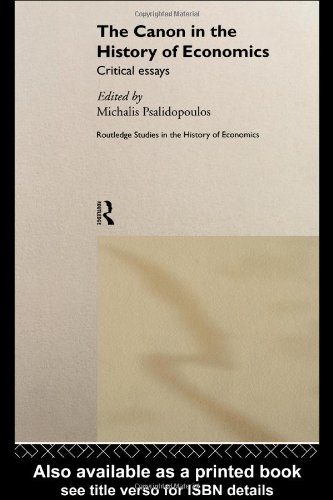 The Canon in the
History of Economics
Critical essays
Edited by
Michalis Psalidopoulos
Routledge Studies in the History of Economics
ROUTLEDGE
Also available as a printed book
see title verso for ISBN details